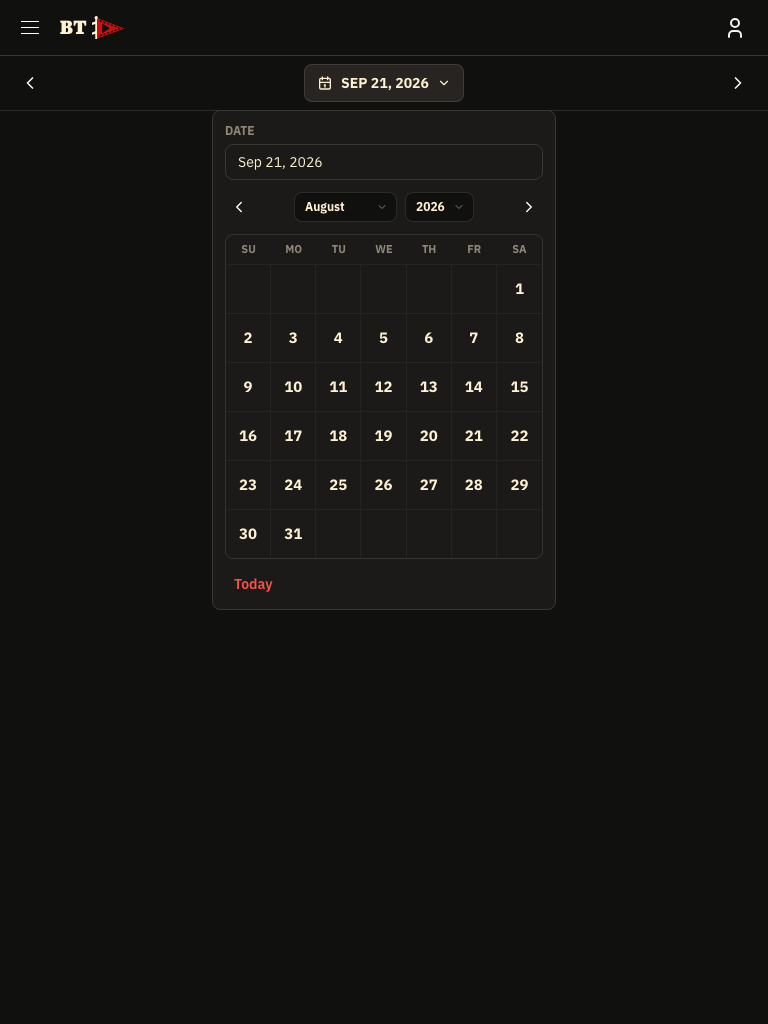 BT
SEP 21, 2026
DATE
Sep 21, 2026
August 2026
SU MO TU WE TH FR SA
1
2 3 4 5 6 7 8
9 10 11 12 13 14 15
16 17 18 19 20 21 22
23 24 25 26 27 28 29
30 31
Today